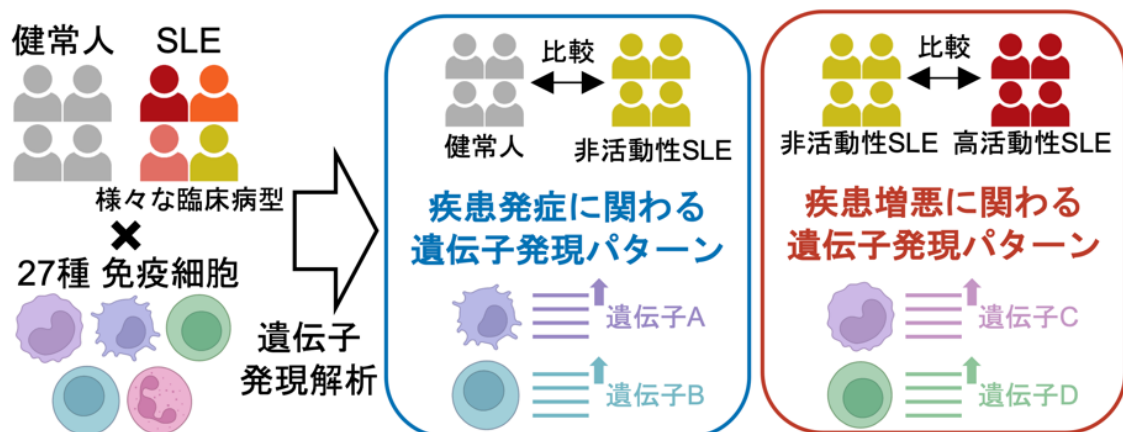 健常人 SLE
様々な臨床病型
×
27種 免疫細胞
遺伝子
発現解析
比較
健常人 非活動性SLE
疾患発症に関わる
遺伝子発現パターン
遺伝子A
遺伝子B
比較
非活動性SLE 高活動性SLE
疾患増悪に関わる
遺伝子発現パターン
遺伝子C
遺伝子D